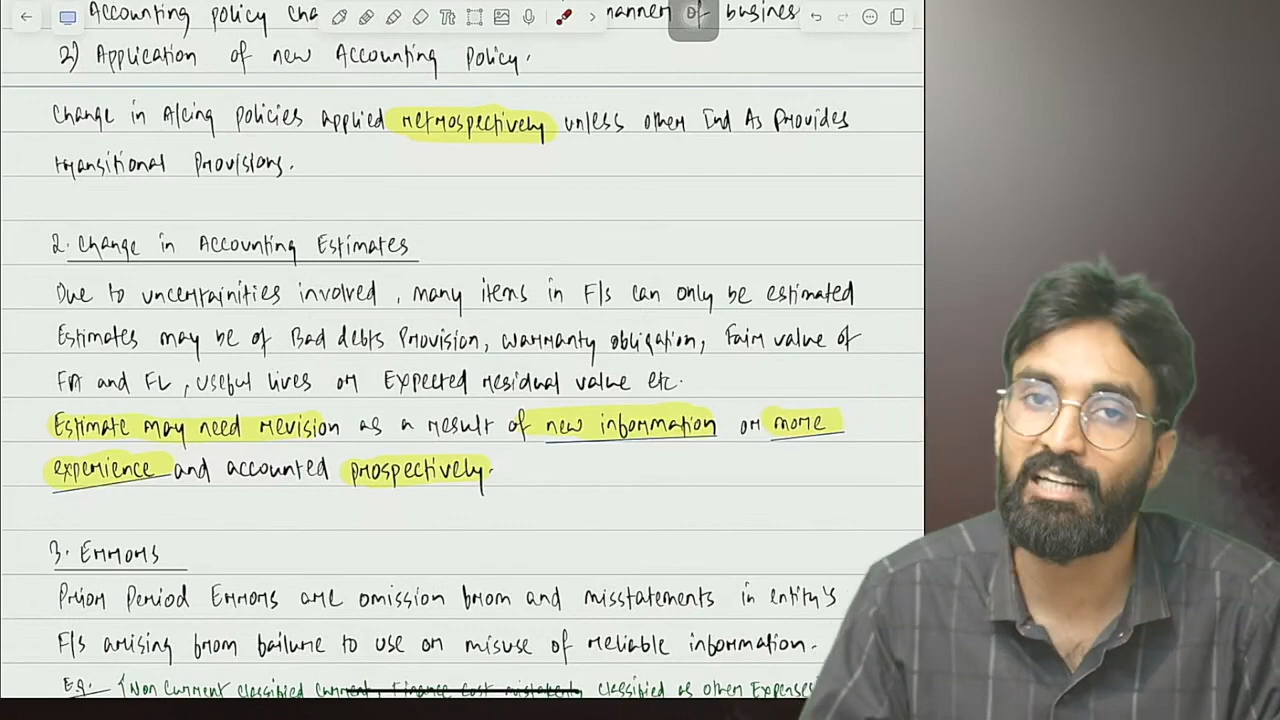 Accounting policy cha manner of busines
2) Application of new Accounting Policy.
Change in A/cing policies applied retrospectively unless other Ind As Provides
transitional Provisions.
2. Change in Accounting Estimates
Due to uncertainities involved, many items in F/s can only be estimated
Estimates may be of Bad debts Provision, warranty obligation, Fair value of
FA and FL, useful lives or Expected residual value etc.
Estimate may need revision as a result of new information or more
experience and accounted prospectively.
3. Errors
Prior Period Errors are omission from and misstatements in entity's
F/s arising from failure to use or misuse of reliable information.
Eg. {Non Current classified current, Finance cost mistakenly classified as other Expenses}